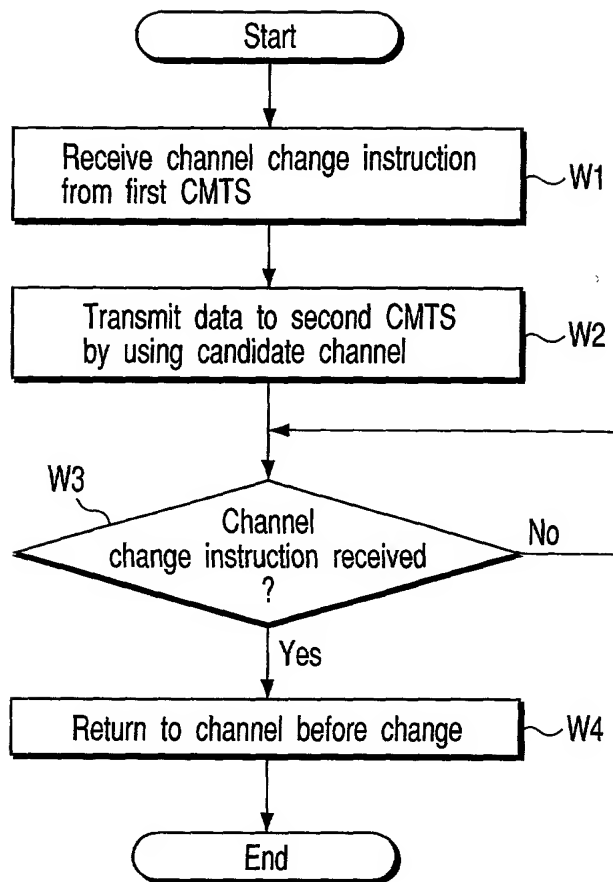 Start
Receive channel change instruction
from first CMTS
W1
Transmit data to second CMTS
by using candidate channel
W2
W3
Channel
change instruction received
?
No
Yes
Return to channel before change
W4
End